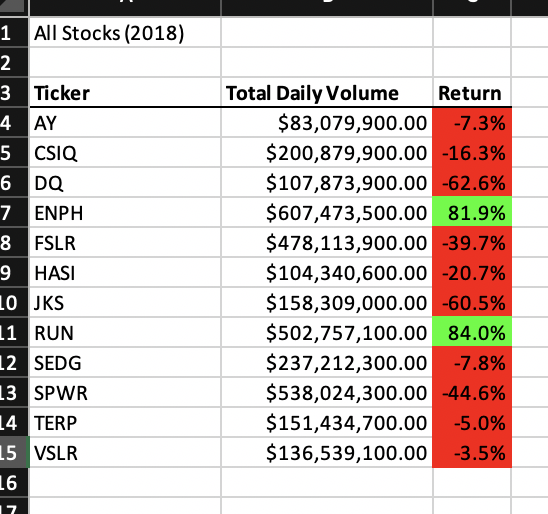 1 All Stocks (2018)
2
3 Ticker Total Daily Volume Return
4 AY $83,079,900.00 -7.3%
5 CSIQ $200,879,900.00 -16.3%
6 DQ $107,873,900.00 -62.6%
7 ENPH $607,473,500.00 81.9%
8 FSLR $478,113,900.00 -39.7%
9 HASI $104,340,600.00 -20.7%
10 JKS $158,309,000.00 -60.5%
11 RUN $502,757,100.00 84.0%
12 SEDG $237,212,300.00 -7.8%
13 SPWR $538,024,300.00 -44.6%
14 TERP $151,434,700.00 -5.0%
15 VSLR $136,539,100.00 -3.5%
16
17